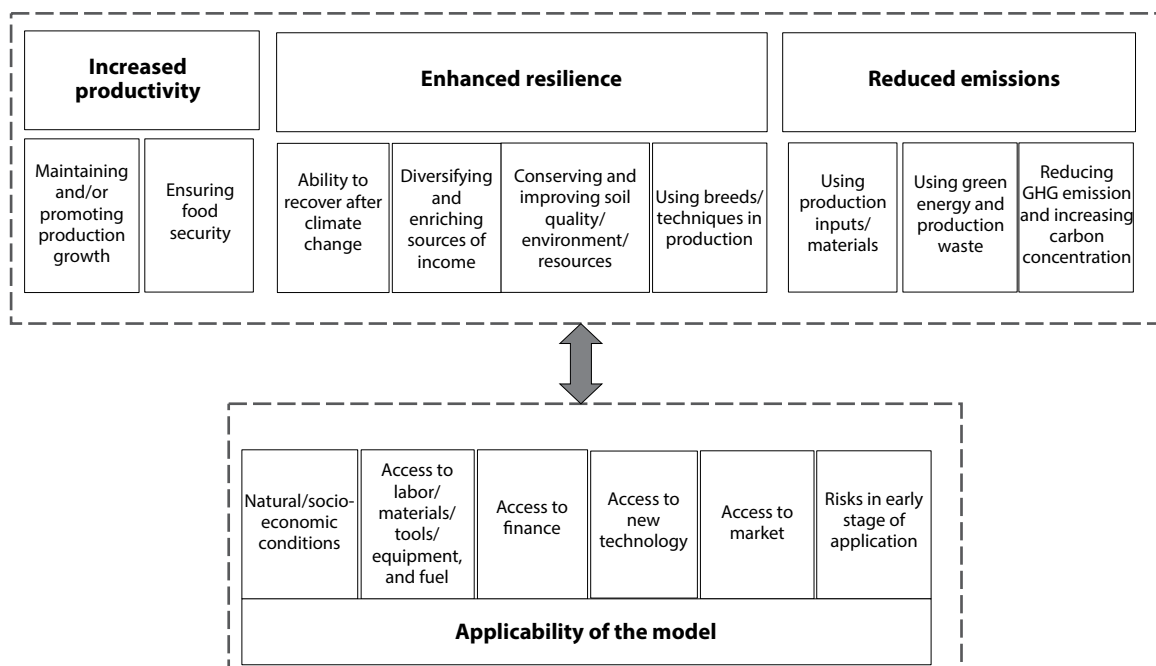 Increased
productivity
Enhanced resilience
Reduced emissions
Maintaining
and/or
promoting
production
growth
Ensuring
food
security
Ability to
recover after
climate
change
Diversifying
and
enriching
sources of
income
Conserving and
improving soil
quality/
environment/
resources
Using breeds/
techniques in
production
Using
production
inputs/
materials
Using green
energy and
production
waste
Reducing
GHG emission
and increasing
carbon
concentration
Natural/socio-
economic
conditions
Access to
labor/
materials/
tools/
equipment,
and fuel
Access to
finance
Access to
new
technology
Access to
market
Risks in early
stage of
application
Applicability of the model